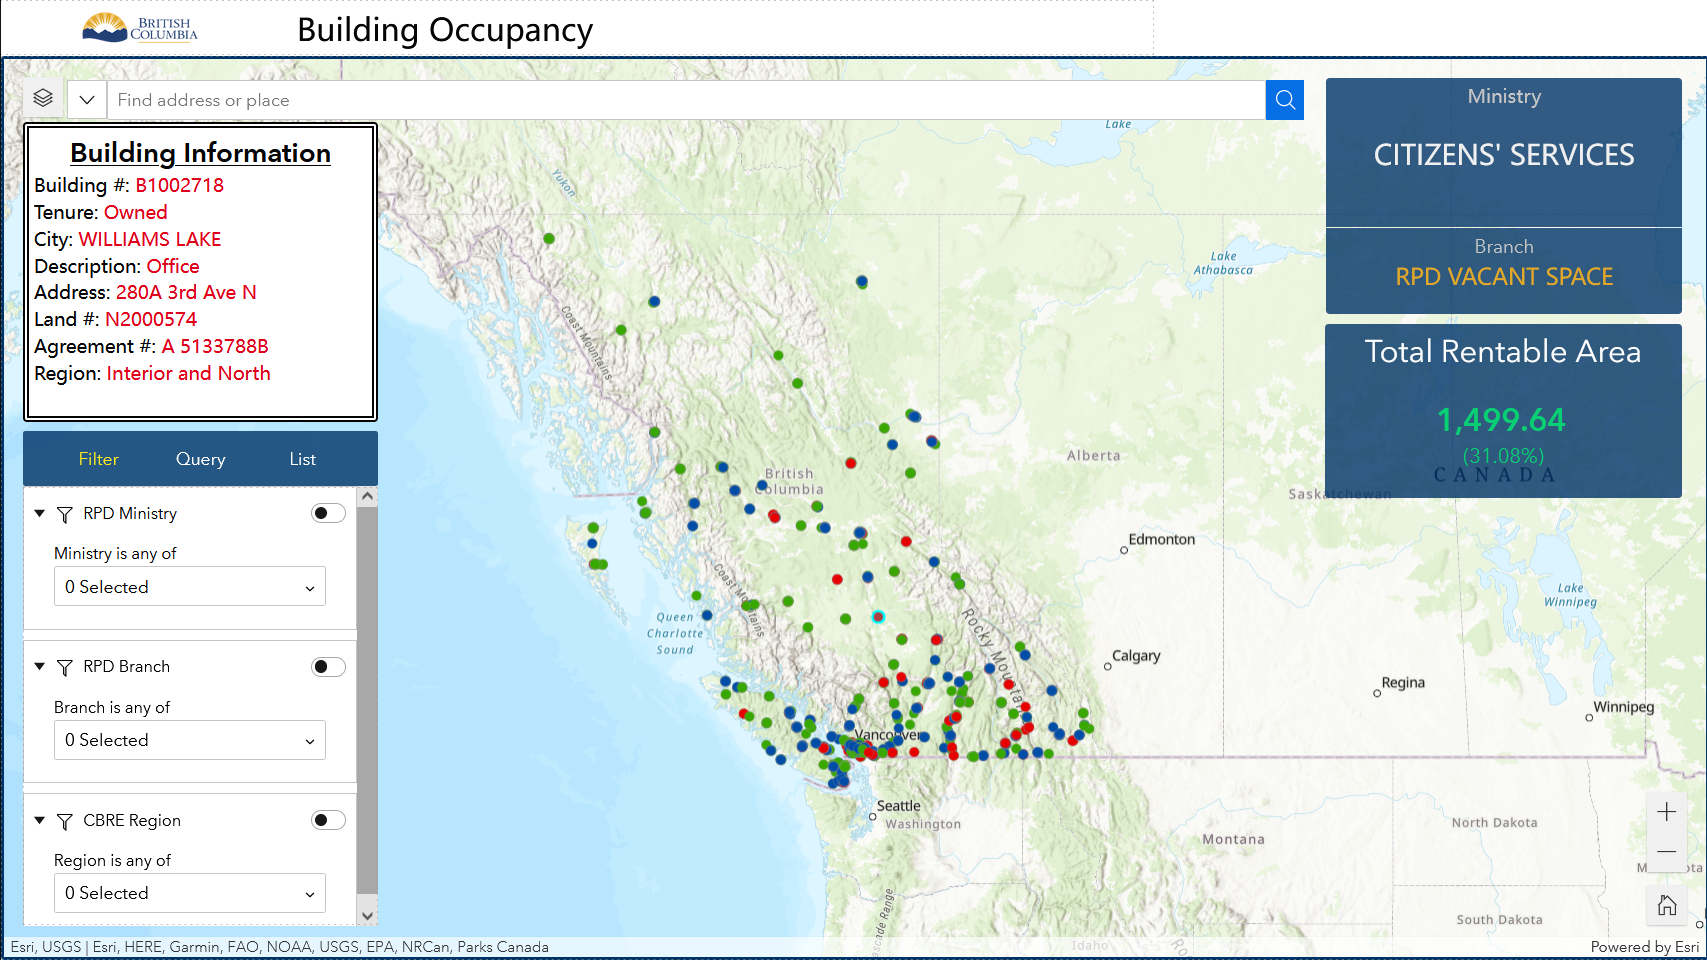 BRITISH
COLUMBIA
Building Occupancy
Find address or place
Building Information
Building #: B1002718
Tenure: Owned
City: WILLIAMS LAKE
Description: Office
Address: 280A 3rd Ave N
Land #: N2000574
Agreement #: A 5133788B
Region: Interior and North
Filter
Query
List
RPD Ministry
Ministry is any of
0 Selected
RPD Branch
Branch is any of
0 Selected
CBRE Region
Region is any of
0 Selected
Ministry
CITIZENS' SERVICES
Branch
RPD VACANT SPACE
Total Rentable Area
1,499.64
(31.08%)
CANADA
Lake
Yukon
Lake
Athabasca
Coast Mountains
British
Columbia
Alberta
Saskatchewan
Edmonton
Coast Mountains
Queen
Charlotte
Sound
Rocky Mountains
Lake
Winnipeg
Calgary
Regina
Winnipeg
Vancouver
Seattle
Washington
Montana
North Dakota
South Dakota
Idaho
Esri, USGS | Esri, HERE, Garmin, FAO, NOAA, USGS, EPA, NRCan, Parks Canada
Powered by Esri